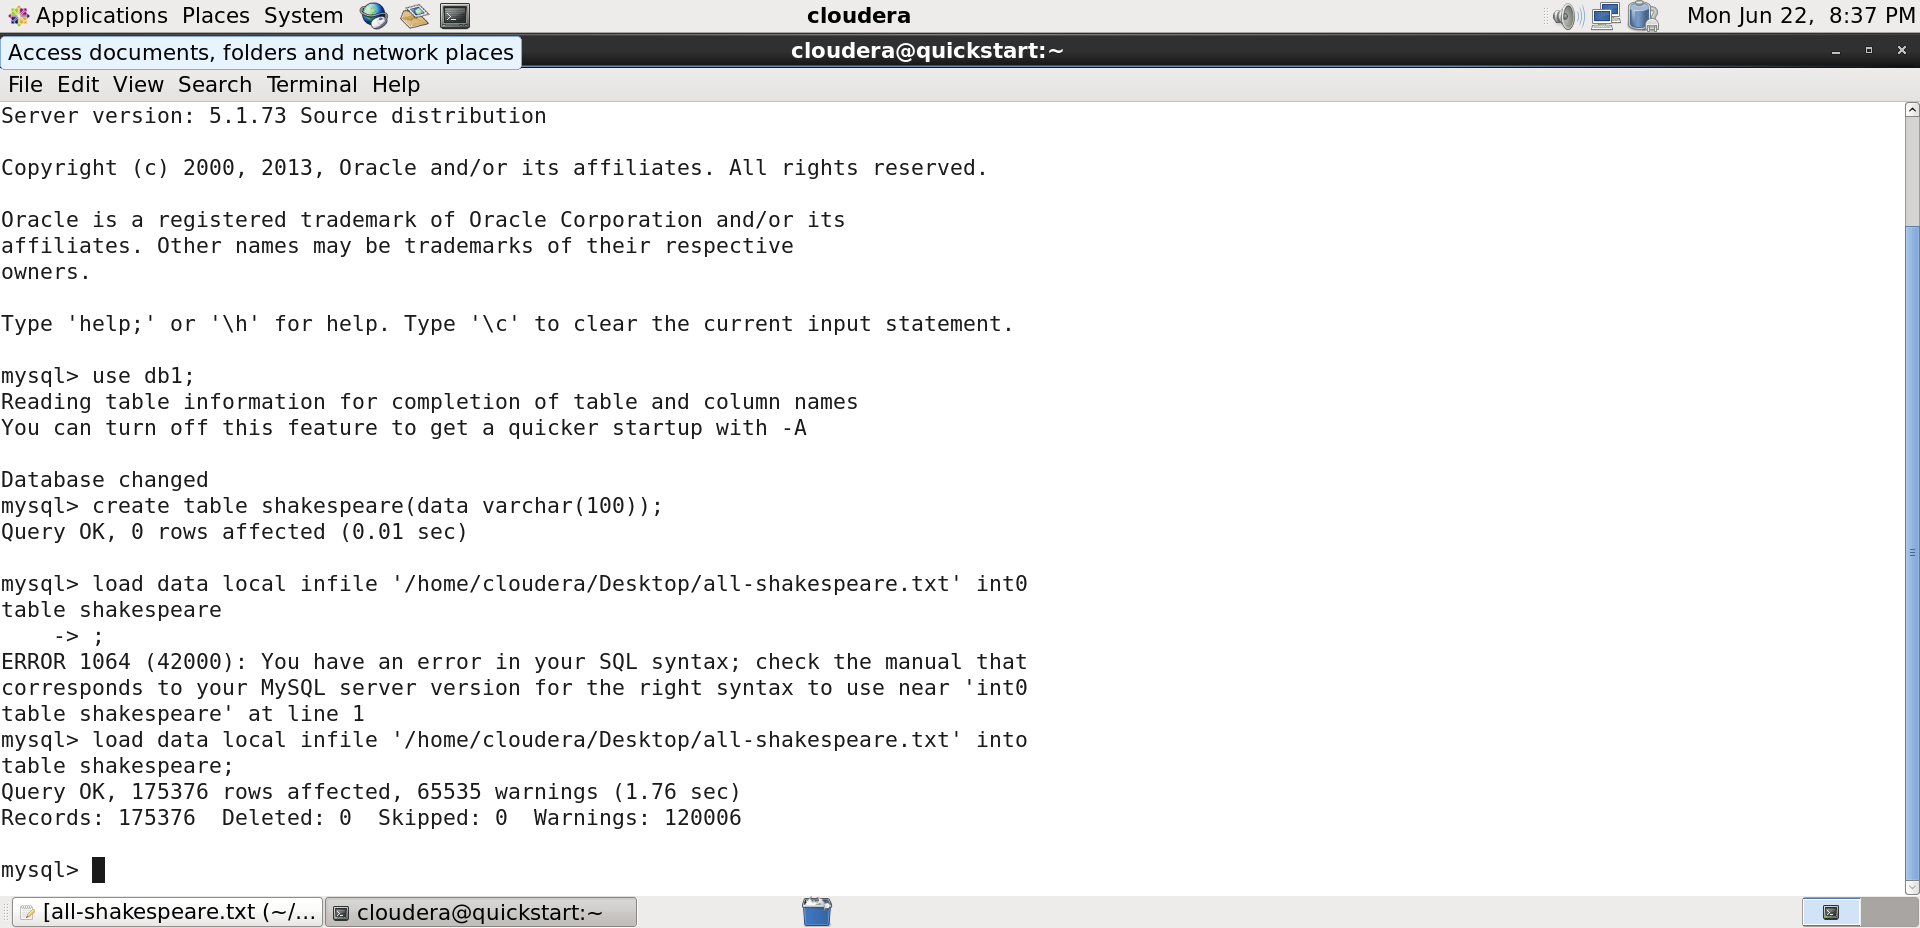 Applications Places System
cloudera
Mon Jun 22, 8:37 PM
Access documents, folders and network places
cloudera@quickstart:~
File Edit View Search Terminal Help
Server version: 5.1.73 Source distribution
Copyright (c) 2000, 2013, Oracle and/or its affiliates. All rights reserved.
Oracle is a registered trademark of Oracle Corporation and/or its
affiliates. Other names may be trademarks of their respective
owners.
Type 'help;' or '\h' for help. Type '\c' to clear the current input statement.
mysql> use db1;
Reading table information for completion of table and column names
You can turn off this feature to get a quicker startup with -A
Database changed
mysql> create table shakespeare(data varchar(100));
Query OK, 0 rows affected (0.01 sec)
mysql> load data local infile '/home/cloudera/Desktop/all-shakespeare.txt' int0
table shakespeare
    -> ;
ERROR 1064 (42000): You have an error in your SQL syntax; check the manual that
corresponds to your MySQL server version for the right syntax to use near 'int0
table shakespeare' at line 1
mysql> load data local infile '/home/cloudera/Desktop/all-shakespeare.txt' into
table shakespeare;
Query OK, 175376 rows affected, 65535 warnings (1.76 sec)
Records: 175376  Deleted: 0  Skipped: 0  Warnings: 120006
mysql>
[all-shakespeare.txt (~/...
cloudera@quickstart:~